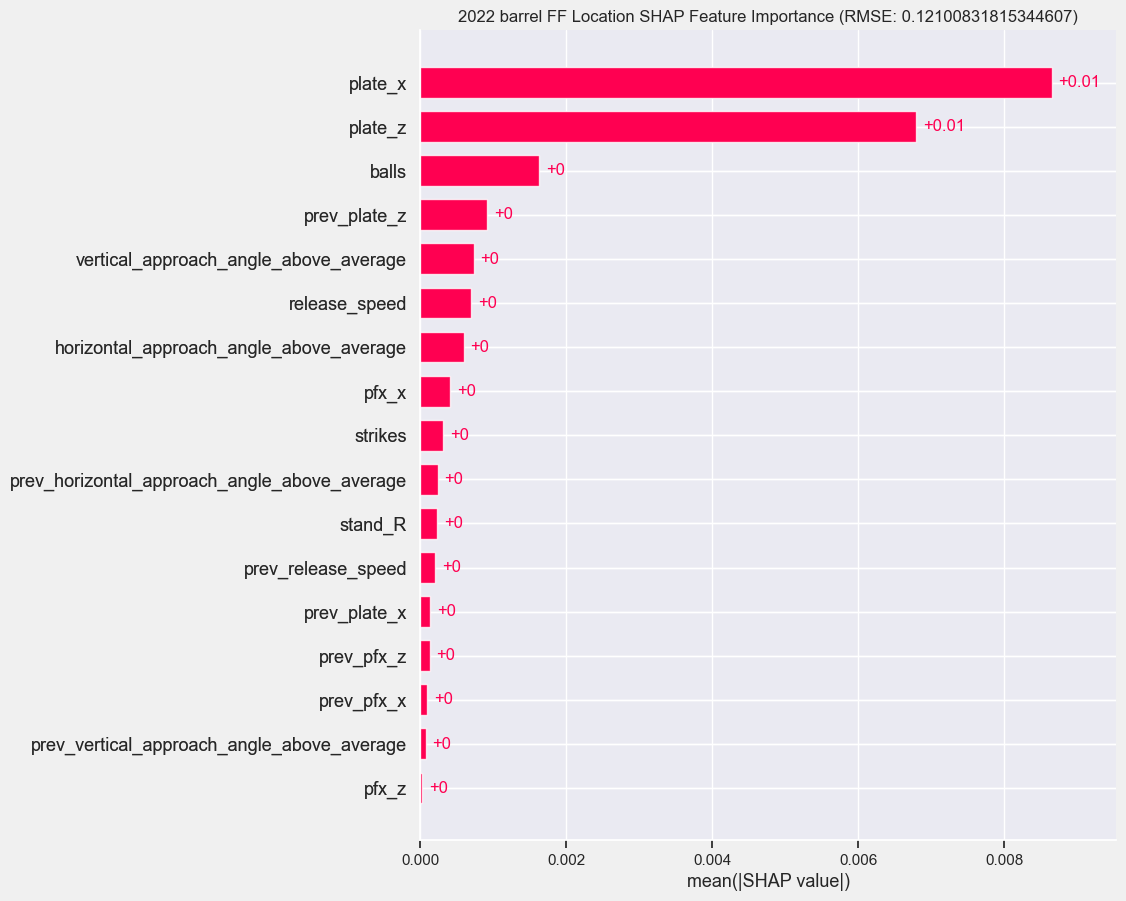 2022 barrel FF Location SHAP Feature Importance (RMSE: 0.12100831815344607)
plate_x +0.01
plate_z +0.01
balls +0
prev_plate_z +0
vertical_approach_angle_above_average +0
release_speed +0
horizontal_approach_angle_above_average +0
pfx_x +0
strikes +0
prev_horizontal_approach_angle_above_average +0
stand_R +0
prev_release_speed +0
prev_plate_x +0
prev_pfx_z +0
prev_pfx_x +0
prev_vertical_approach_angle_above_average +0
pfx_z +0
0.000 0.002 0.004 0.006 0.008
mean(|SHAP value|)